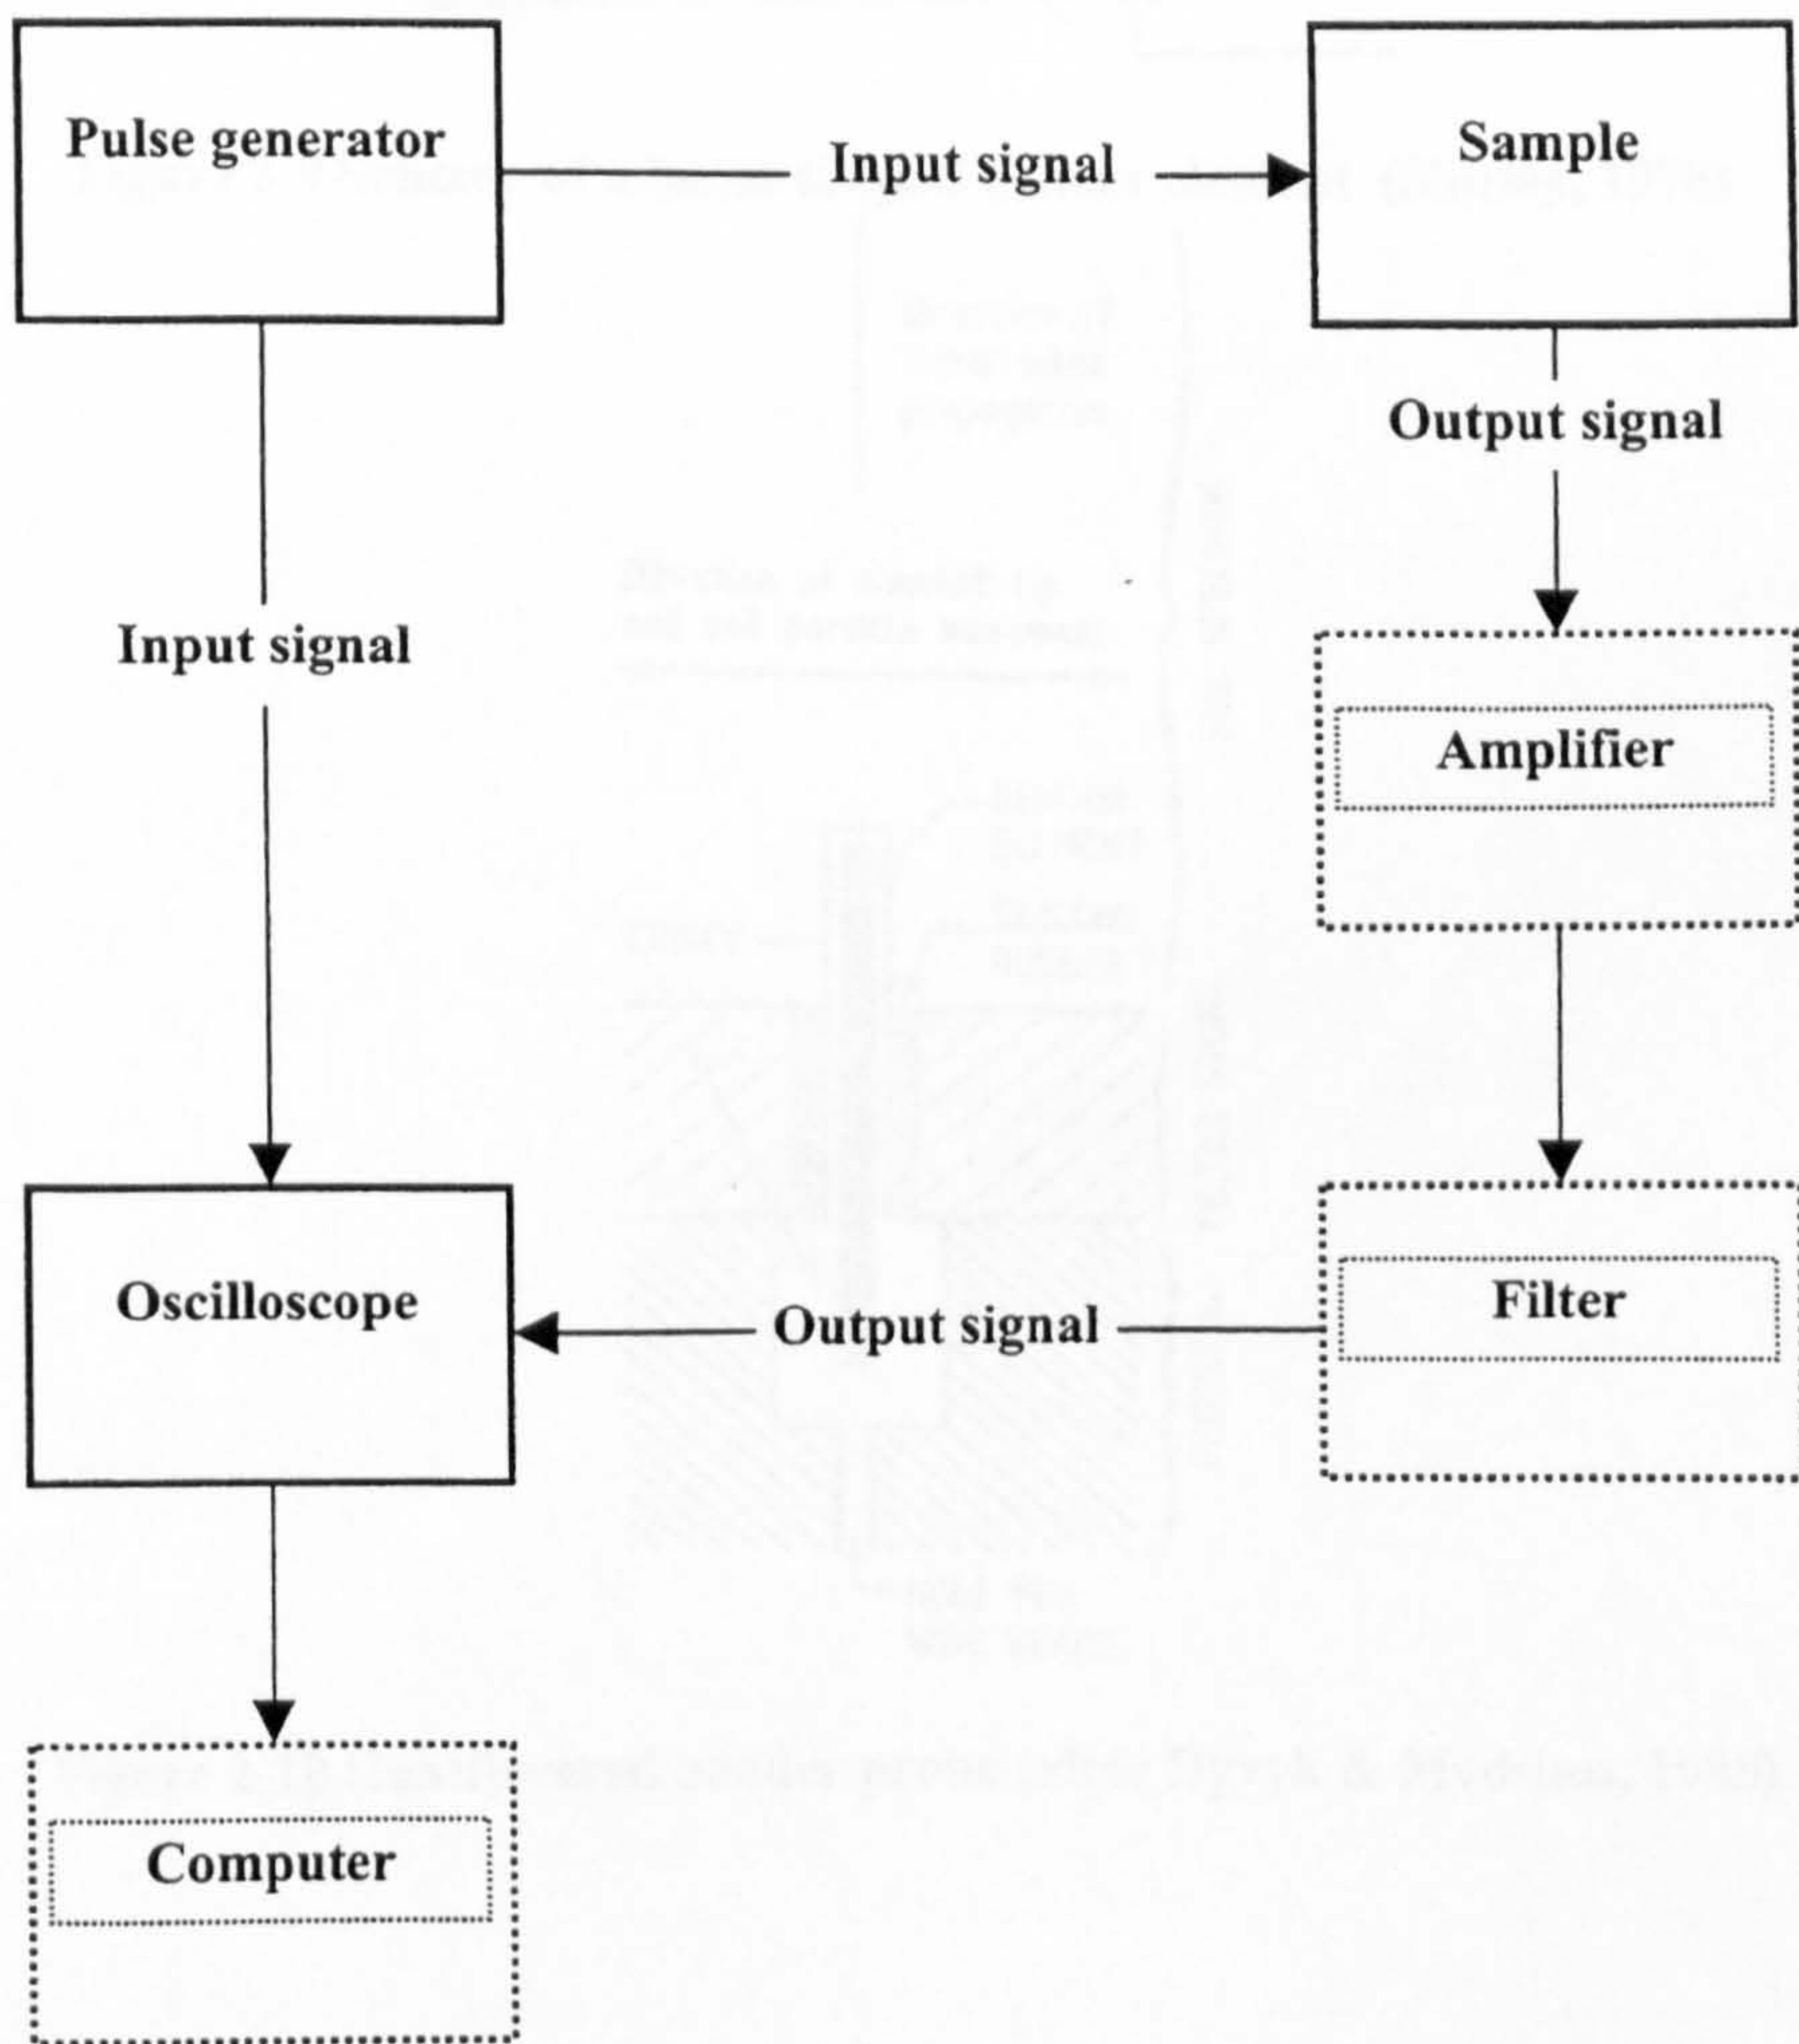 Pulse generator
Input signal
Sample
Output signal
Input signal
Amplifier
Oscilloscope
Output signal
Filter
Computer